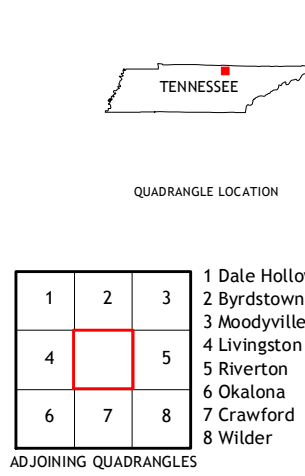 TENNESSEE
QUADRANGLE LOCATION
1 2 3
4 5
6 7 8
1 Dale Hollow
2 Byrdstown
3 Moodyville
4 Livingston
5 Riverton
6 Okalona
7 Crawford
8 Wilder
ADJOINING QUADRANGLES